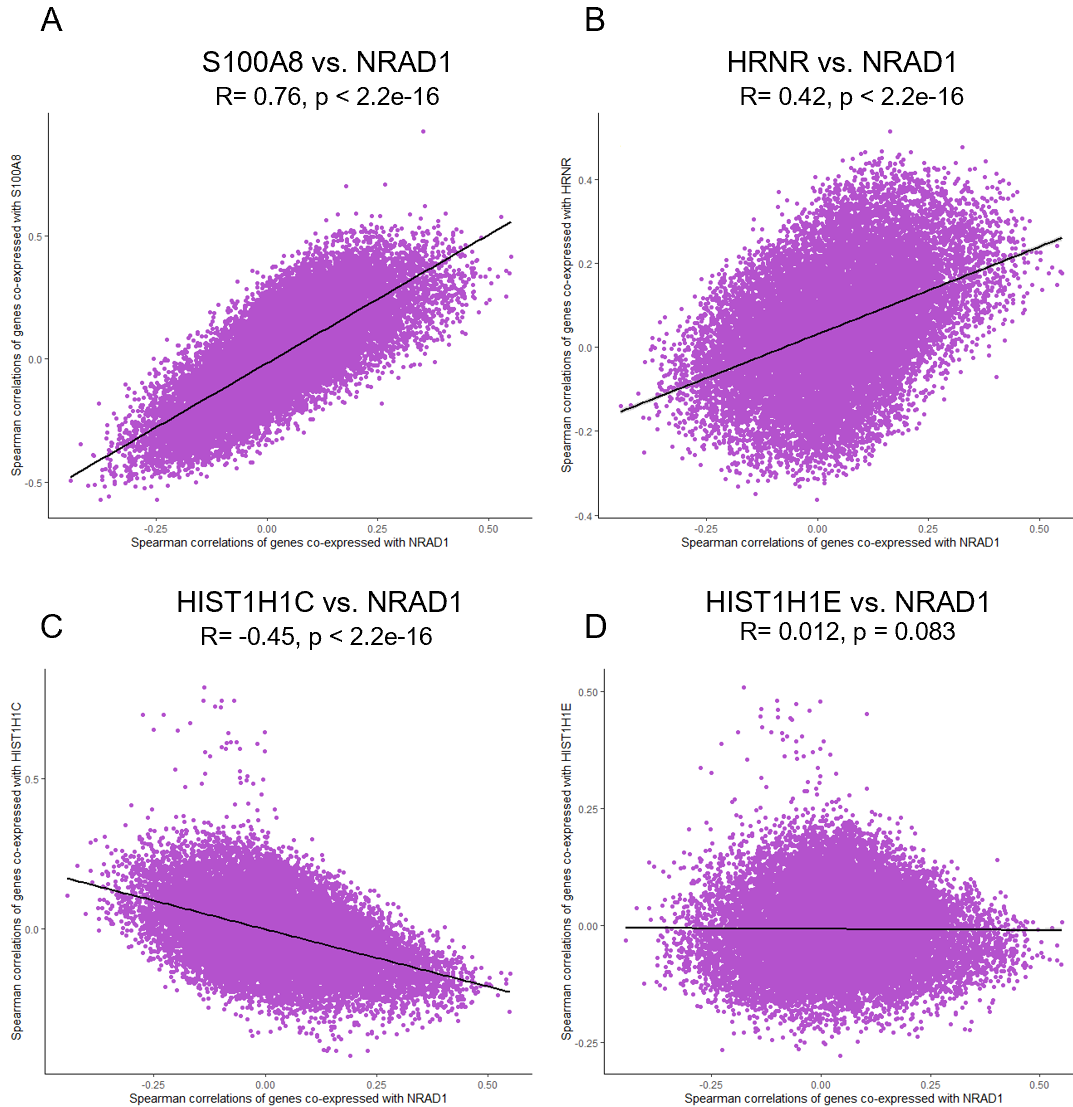 A
S100A8 vs. NRAD1
R= 0.76, p < 2.2e-16
Spearman correlations of genes co-expressed with S100A8
0.5
0.0
-0.5
-0.25
0.00
0.25
0.50
Spearman correlations of genes co-expressed with NRAD1
B
HRNR vs. NRAD1
R= 0.42, p < 2.2e-16
Spearman correlations of genes co-expressed with HRNR
0.4
0.2
0.0
-0.2
-0.4
-0.25
0.00
0.25
0.50
Spearman correlations of genes co-expressed with NRAD1
C
HIST1H1C vs. NRAD1
R= -0.45, p < 2.2e-16
Spearman correlations of genes co-expressed with HIST1H1C
0.5
0.0
-0.25
0.00
0.25
0.50
Spearman correlations of genes co-expressed with NRAD1
D
HIST1H1E vs. NRAD1
R= 0.012, p = 0.083
Spearman correlations of genes co-expressed with HIST1H1E
0.50
0.25
0.00
-0.25
-0.25
0.00
0.25
0.50
Spearman correlations of genes co-expressed with NRAD1